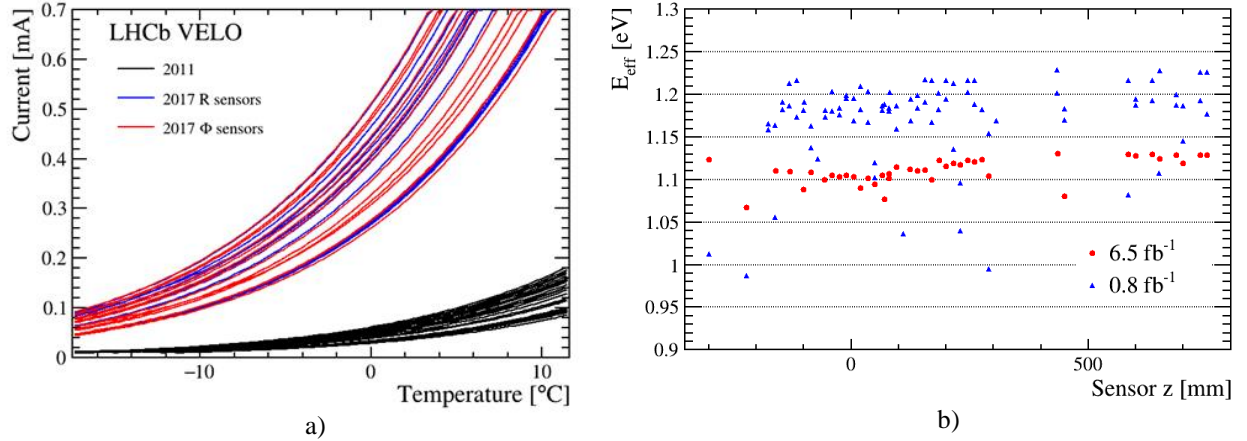 LHCb VELO
2011
2017 R sensors
2017 Φ sensors
Current [mA]
0.7
0.6
0.5
0.4
0.3
0.2
0.1
0
−10 0 10
Temperature [°C]
a)
E_eff [eV]
1.3
1.25
1.2
1.15
1.1
1.05
1
0.95
0.9
6.5 fb⁻¹
0.8 fb⁻¹
0 500
Sensor z [mm]
b)